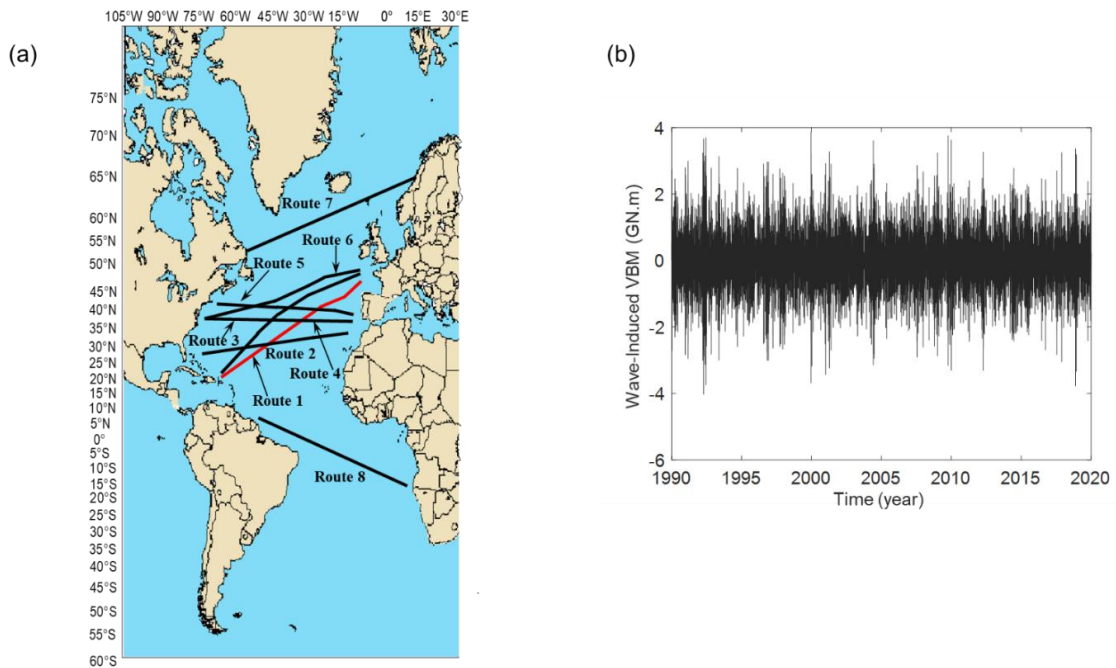 (a)
105°W 90°W 75°W 60°W 45°W 30°W 15°W 0° 15°E 30°E
75°N
70°N
65°N
60°N
55°N
50°N
45°N
40°N
35°N
30°N
25°N
20°N
15°N
10°N
5°N
0°
5°S
10°S
15°S
20°S
25°S
30°S
35°S
40°S
45°S
50°S
55°S
60°S
Route 7
Route 6
Route 5
Route 3
Route 2
Route 4
Route 1
Route 8
(b)
Wave-Induced VBM (GN.m)
4
2
0
-2
-4
-6
1990 1995 2000 2005 2010 2015 2020
Time (year)